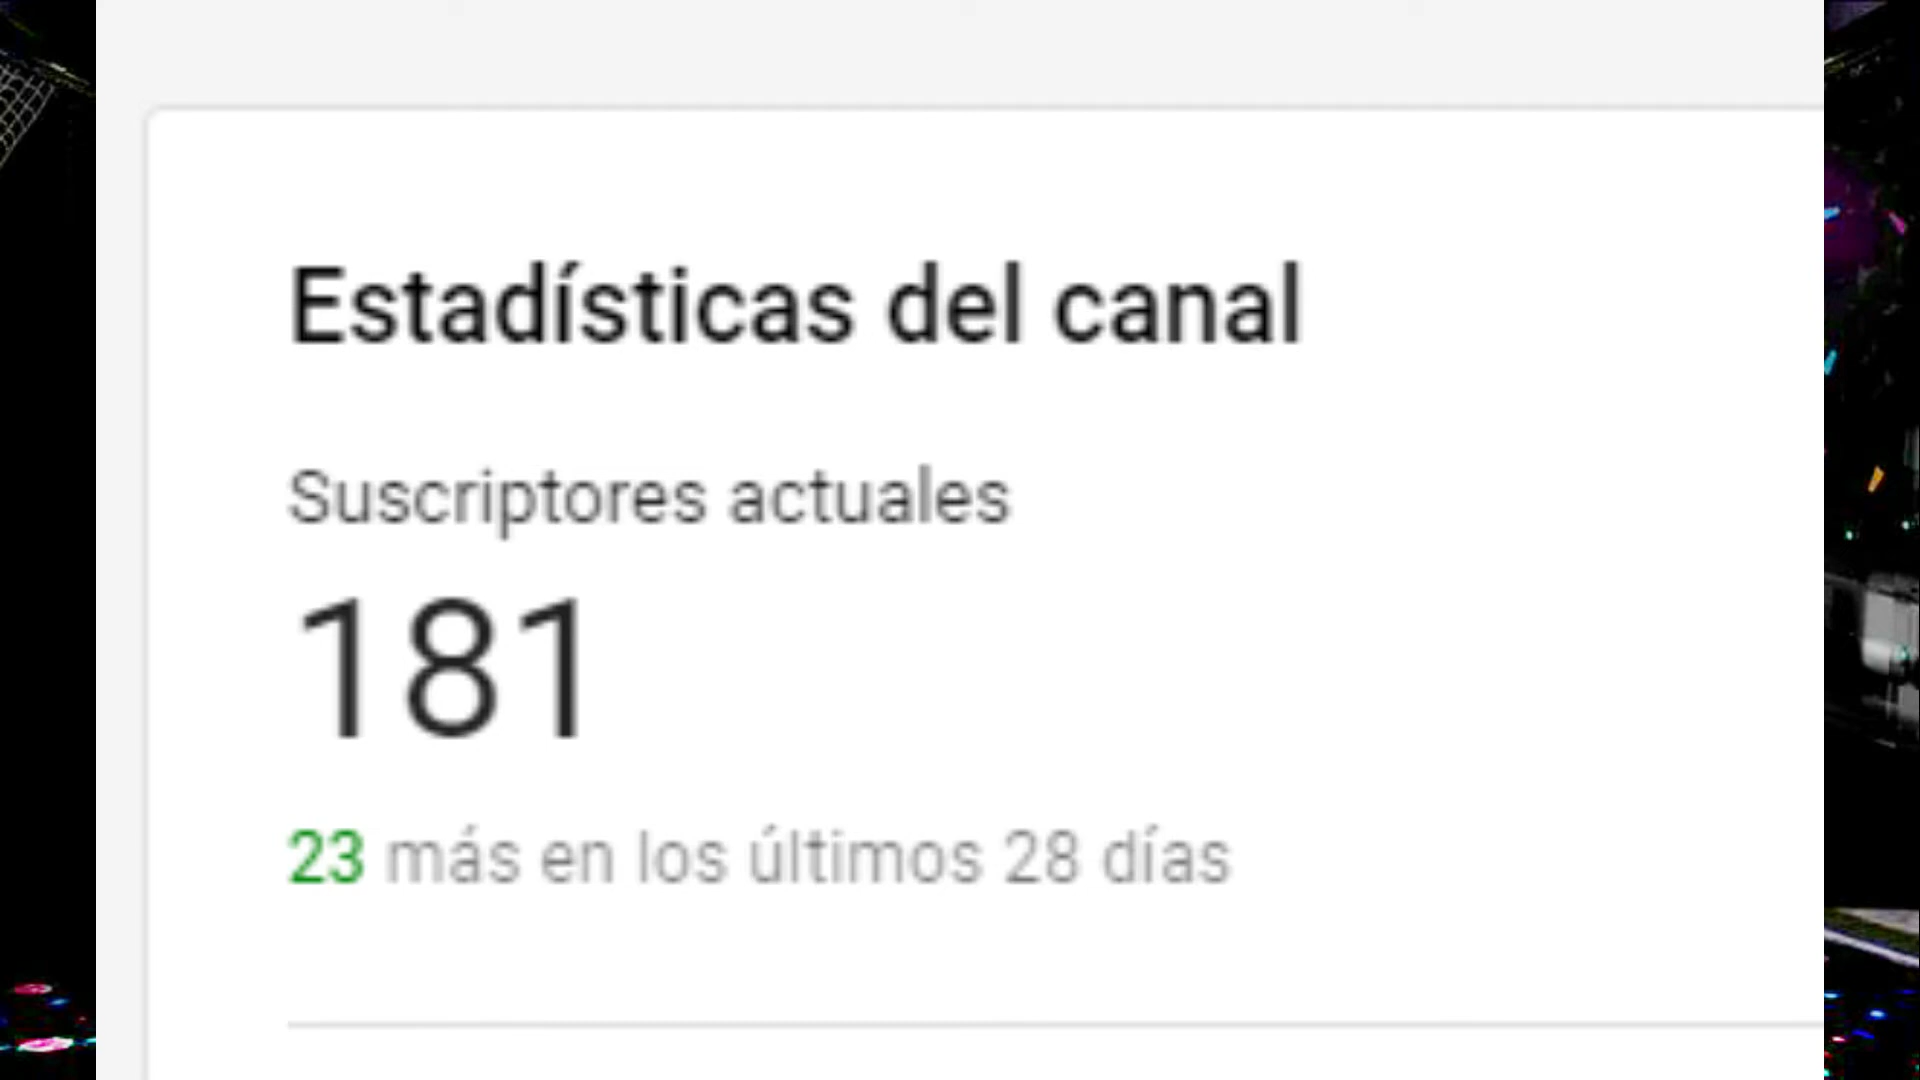 Estadísticas del canal
Suscriptores actuales
181
23 más en los últimos 28 días